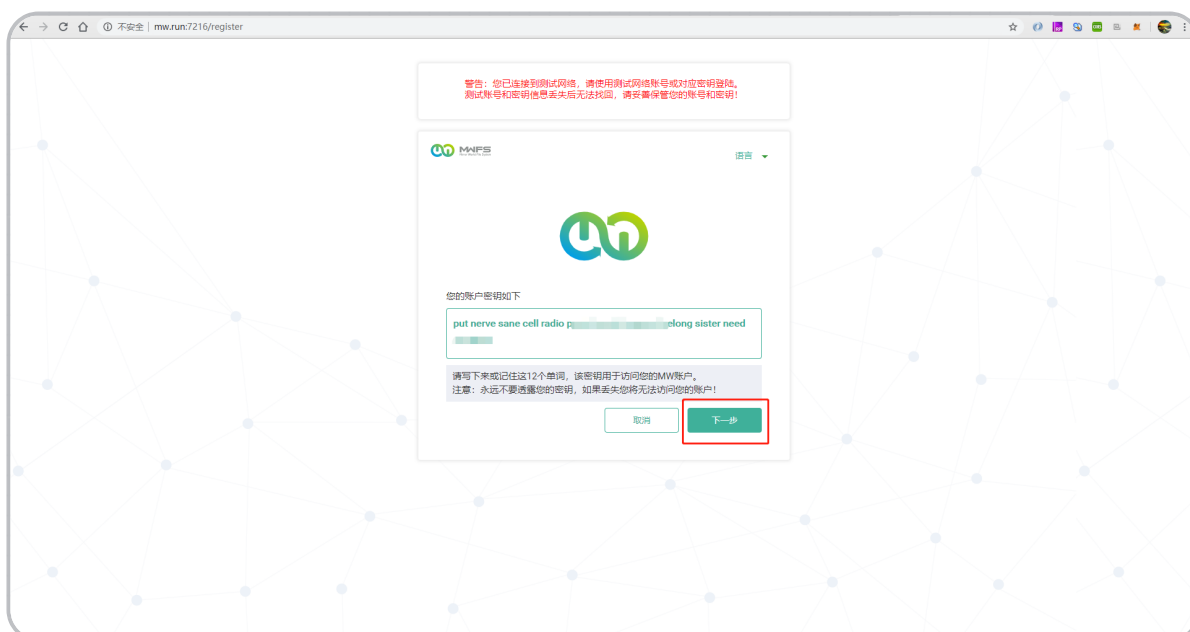 不安全 | mw.run:7216/register
警告：您已连接到测试网络，请使用测试网络账号或对应密钥登陆。
测试账号和密钥信息丢失后无法找回，请妥善保管您的账号和密钥！
MWFS
语言
您的账户密钥如下
put nerve sane cell radio sister need
请写下来或记住这12个单词，该密钥用于访问您的MW账户。
注意：永远不要透露您的密钥，如果丢失您将无法访问您的账户！
取消
下一步